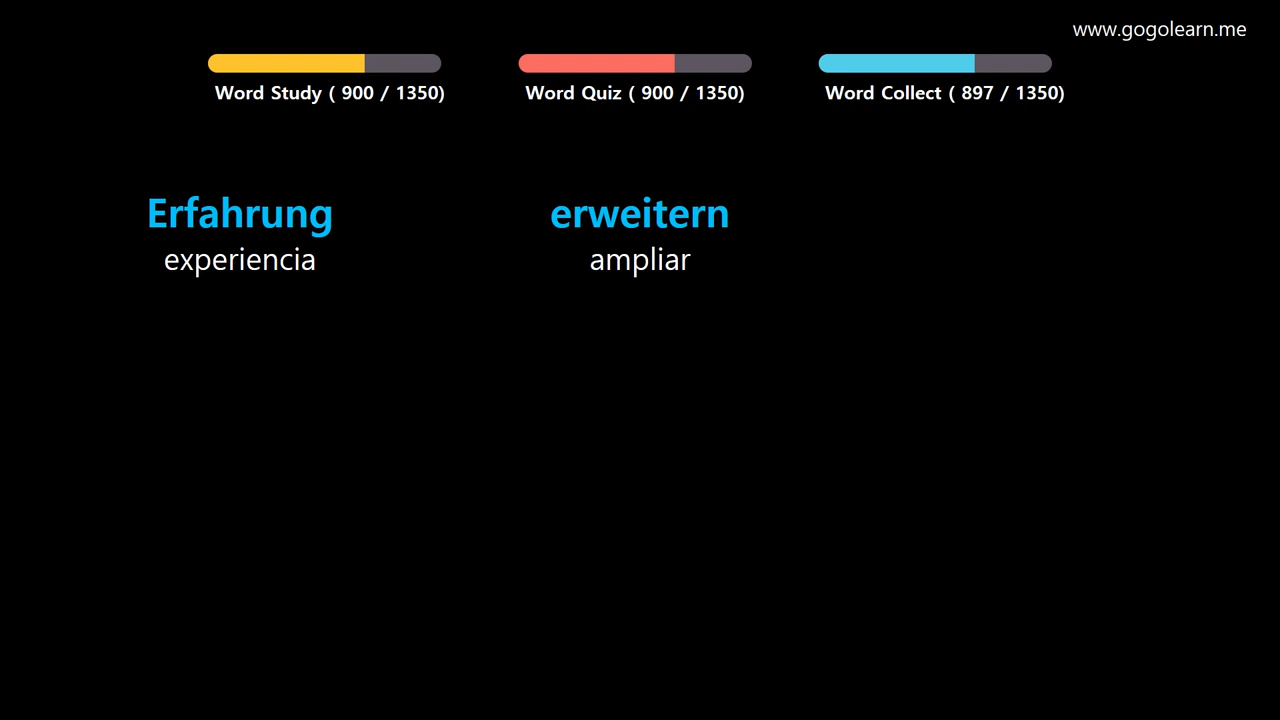 www.gogolearn.me
Word Study ( 900 / 1350)
Word Quiz ( 900 / 1350)
Word Collect ( 897 / 1350)
Erfahrung
experiencia
erweitern
ampliar